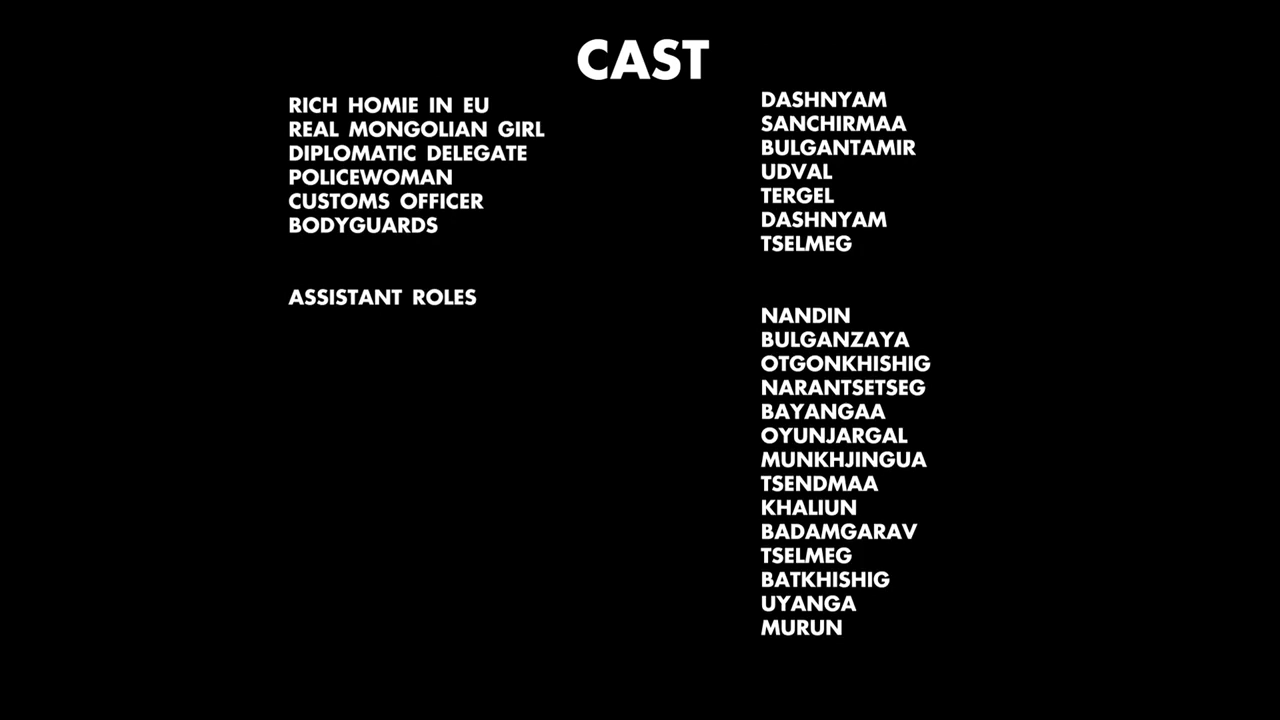 CAST
RICH HOMIE IN EU
REAL MONGOLIAN GIRL
DIPLOMATIC DELEGATE
POLICEWOMAN
CUSTOMS OFFICER
BODYGUARDS
ASSISTANT ROLES
DASHNYAM
SANCHIRMAA
BULGANTAMIR
UDVAL
TERGEL
DASHNYAM
TSELMEG
NANDIN
BULGANZAYA
OTGONKHISHIG
NARANTSETSEG
BAYANGAA
OYUNJARGAL
MUNKHJINGUA
TSENDMAA
KHALIUN
BADAMGARAV
TSELMEG
BATKHISHIG
UYANGA
MURUN